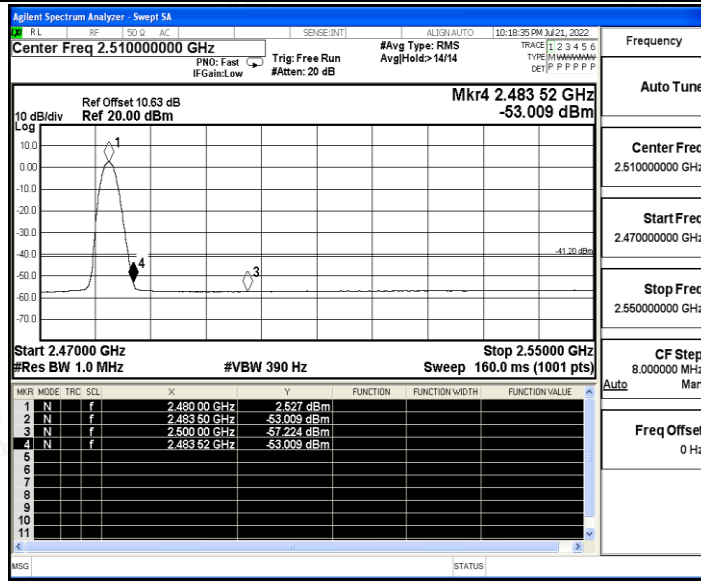 Agilent Spectrum Analyzer - Swept SA
RL RF 50 Ω AC SENSE:INT ALIGN AUTO 10:18:35 PM Jul 21, 2022
Center Freq 2.510000000 GHz
PNO: Fast
IFGain:Low
Trig: Free Run
#Atten: 20 dB
#Avg Type: RMS
Avg|Hold:> 14/14
TRACE 1 2 3 4 5 6
TYPE MWWWWW
DET P P P P P P
Mkr4 2.483 52 GHz
-53.009 dBm
Ref Offset 10.63 dB
10 dB/div Ref 20.00 dBm
Log
10.0
0.00
-10.0
-20.0
-30.0
-40.0
-50.0
-60.0
-70.0
1
4
3
-41.20 dBm
Start 2.47000 GHz Stop 2.55000 GHz
#Res BW 1.0 MHz #VBW 390 Hz Sweep 160.0 ms (1001 pts)
MKR MODE TRC SCL X Y FUNCTION FUNCTION WIDTH FUNCTION VALUE
1 N f 2.480 00 GHz 2.527 dBm
2 N f 2.483 50 GHz -53.009 dBm
3 N f 2.500 00 GHz -57.224 dBm
4 N f 2.483 52 GHz -53.009 dBm
5
6
7
8
9
10
11
MSG STATUS
Frequency
Auto Tune
Center Freq
2.510000000 GHz
Start Freq
2.470000000 GHz
Stop Freq
2.550000000 GHz
CF Step
8.000000 MHz
Auto Man
Freq Offset
0 Hz